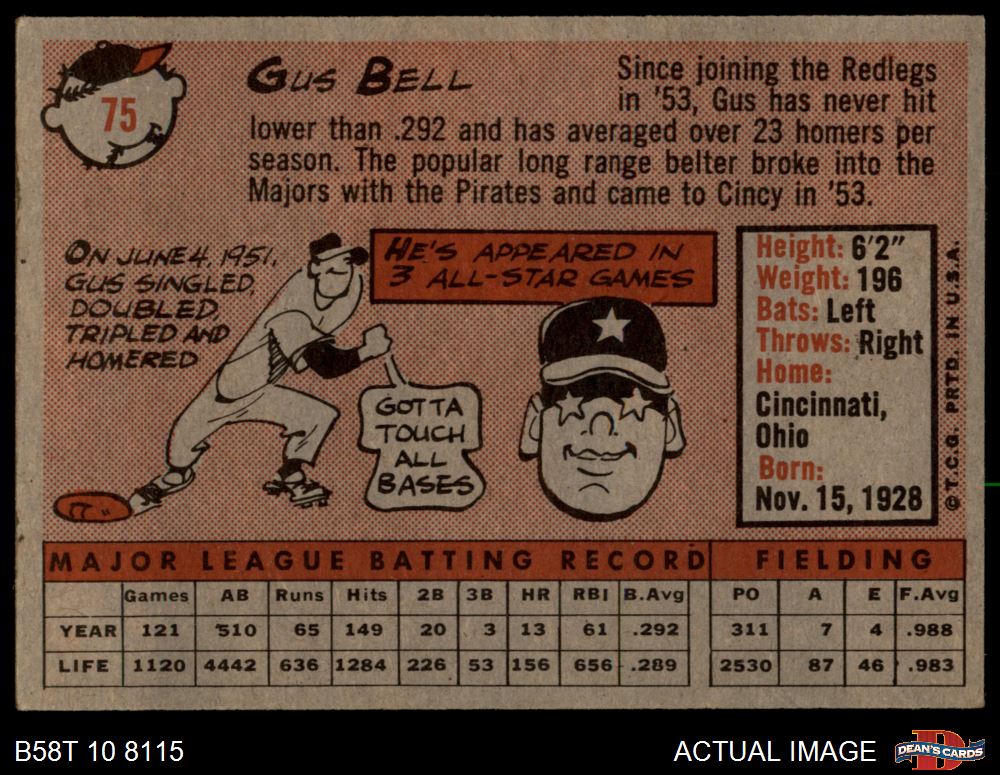 75
GUS BELL
Since joining the Redlegs
in '53, Gus has never hit
lower than .292 and has averaged over 23 homers per
season. The popular long range belter broke into the
Majors with the Pirates and came to Cincy in '53.
ON JUNE 4, 1951,
GUS SINGLED,
DOUBLED,
TRIPLED AND
HOMERED
GOTTA
TOUCH
ALL
BASES
HE'S APPEARED IN
3 ALL-STAR GAMES
Height: 6'2"
Weight: 196
Bats: Left
Throws: Right
Home:
Cincinnati,
Ohio
Born:
Nov. 15, 1928
© T.C.G. PRTD. IN U.S.A.
MAJOR LEAGUE BATTING RECORD FIELDING
Games AB Runs Hits 2B 3B HR RBI B.Avg PO A E F.Avg
YEAR 121 510 65 149 20 3 13 61 .292 311 7 4 .988
LIFE 1120 4442 636 1284 226 53 156 656 .289 2530 87 46 .983
B58T 10 8115 ACTUAL IMAGE DEAN'S CARDS